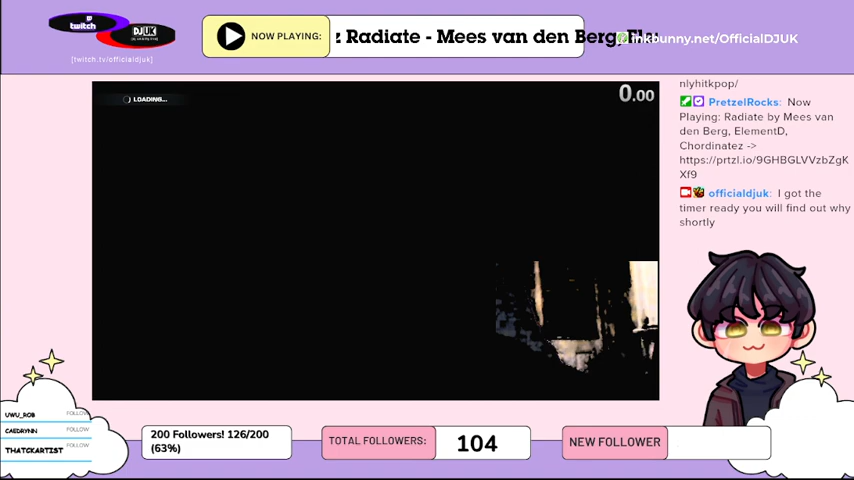 twitch
DJUK
[twitch.tv/officialdjuk]
NOW PLAYING:
z Radiate - Mees van den Berg, El
inkbunny.net/OfficialDJUK
LOADING...
0.00
nlyhitkpop/
PretzelRocks: Now
Playing: Radiate by Mees van
den Berg, ElementD,
Chordinatez ->
https://prtzl.io/9GHBGLVVzbZgK
Xf9
officialdjuk: I got the
timer ready you will find out why
shortly
UWU_ROB FOLLOW
CAEDRYNN FOLLOW
THATCKARTIST FOLLOW
200 Followers! 126/200
(63%)
TOTAL FOLLOWERS:
104
NEW FOLLOWER